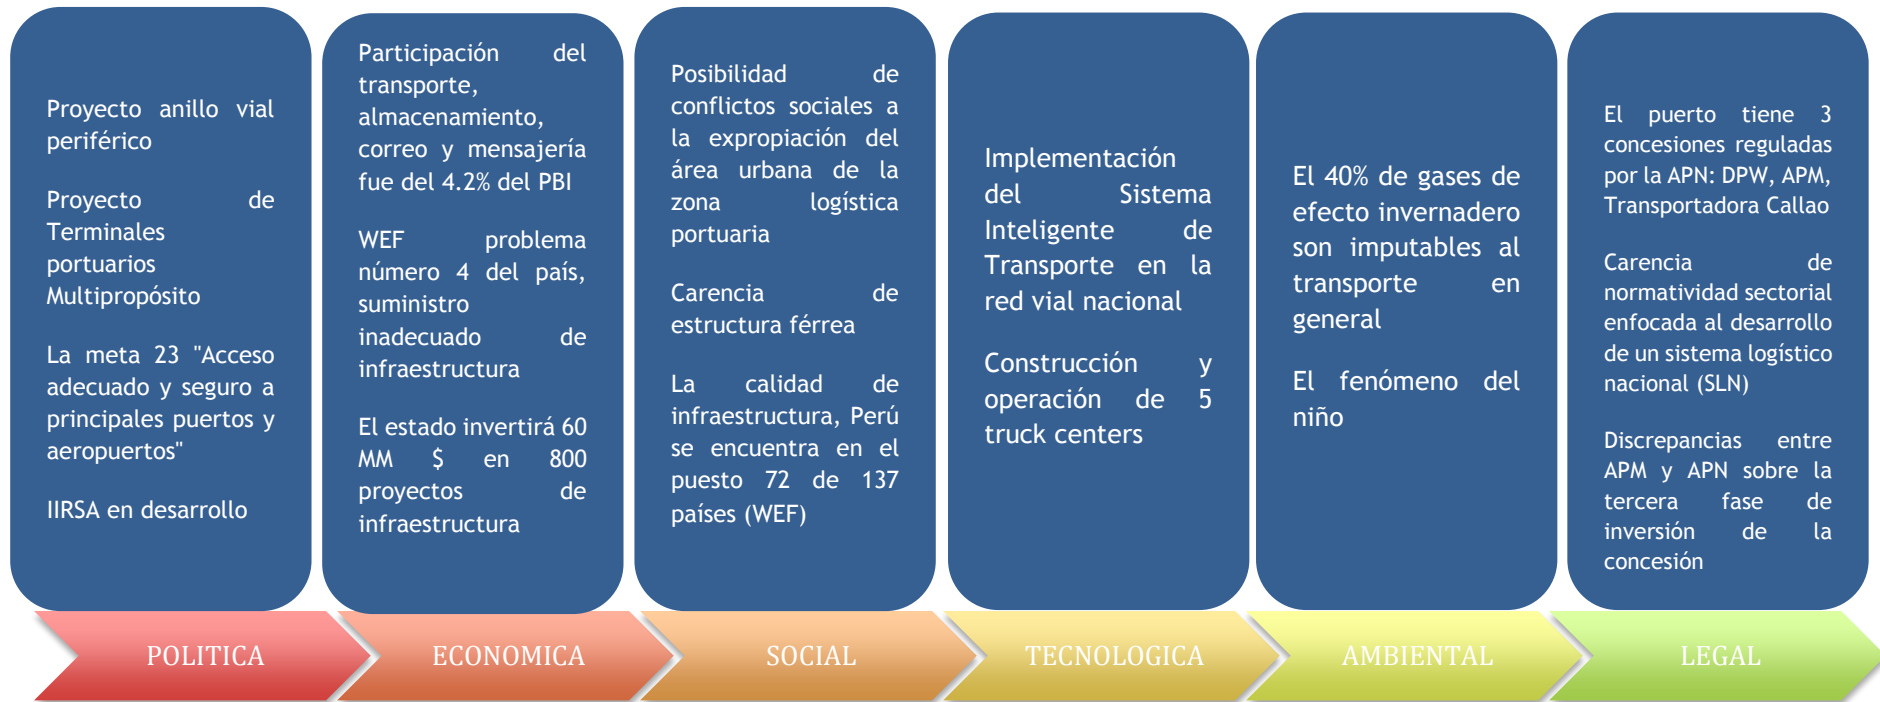 Proyecto anillo vial
periférico
Proyecto de
Terminales
portuarios
Multipropósito
La meta 23 "Acceso
adecuado y seguro a
principales puertos y
aeropuertos"
IIRSA en desarrollo
Participación del
transporte,
almacenamiento,
correo y mensajería
fue del 4.2% del PBI
WEF problema
número 4 del país,
suministro
inadecuado de
infraestructura
El estado invertirá 60
MM $ en 800
proyectos de
infraestructura
Posibilidad de
conflictos sociales a
la expropiación del
área urbana de la
zona logística
portuaria
Carencia de
estructura férrea
La calidad de
infraestructura, Perú
se encuentra en el
puesto 72 de 137
países (WEF)
Implementación
del Sistema
Inteligente de
Transporte en la
red vial nacional
Construcción y
operación de 5
truck centers
El 40% de gases de
efecto invernadero
son imputables al
transporte en
general
El fenómeno del
niño
El puerto tiene 3
concesiones reguladas
por la APN: DPW, APM,
Transportadora Callao
Carencia de
normatividad sectorial
enfocada al desarrollo
de un sistema logístico
nacional (SLN)
Discrepancias entre
APM y APN sobre la
tercera fase de
inversión de la
concesión
POLITICA
ECONOMICA
SOCIAL
TECNOLOGICA
AMBIENTAL
LEGAL